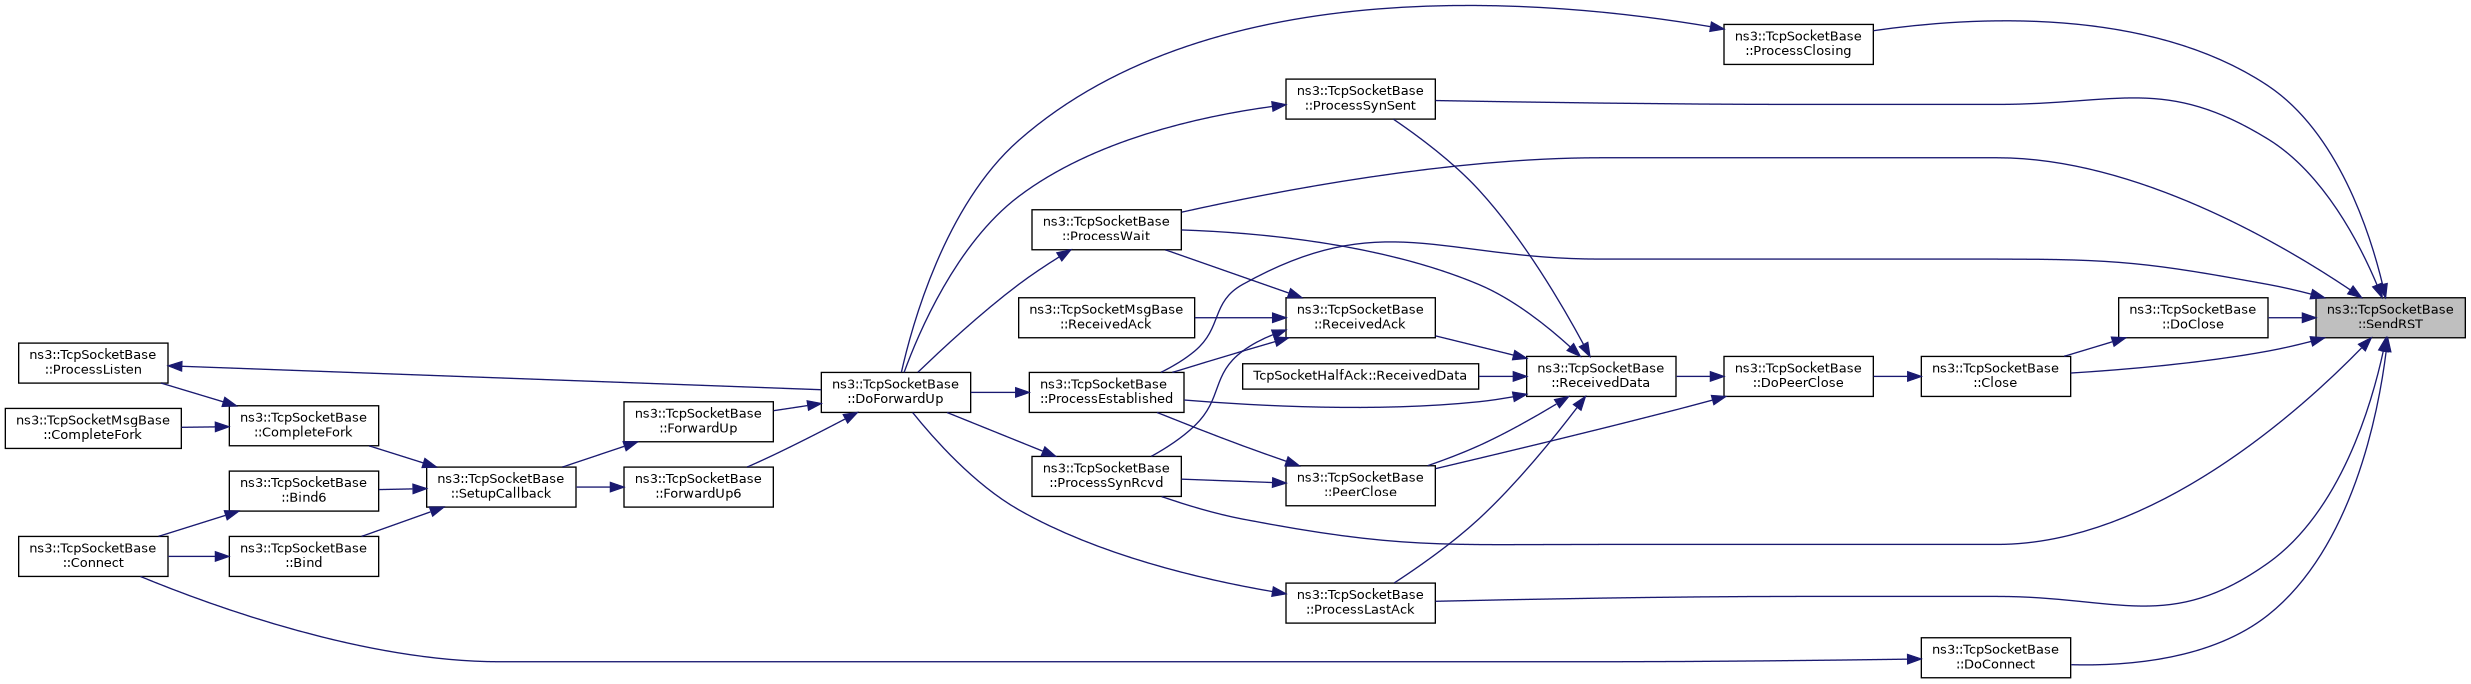 ns3::TcpSocketBase
::ProcessClosing
ns3::TcpSocketBase
::ProcessSynSent
ns3::TcpSocketBase
::ProcessWait
ns3::TcpSocketMsgBase
::ReceivedAck
ns3::TcpSocketBase
::ReceivedAck
ns3::TcpSocketBase
::DoClose
ns3::TcpSocketBase
::SendRST
ns3::TcpSocketBase
::ProcessListen
ns3::TcpSocketBase
::DoForwardUp
ns3::TcpSocketBase
::ProcessEstablished
TcpSocketHalfAck::ReceivedData
ns3::TcpSocketBase
::ReceivedData
ns3::TcpSocketBase
::DoPeerClose
ns3::TcpSocketBase
::Close
ns3::TcpSocketMsgBase
::CompleteFork
ns3::TcpSocketBase
::CompleteFork
ns3::TcpSocketBase
::ForwardUp
ns3::TcpSocketBase
::Bind6
ns3::TcpSocketBase
::SetupCallback
ns3::TcpSocketBase
::ForwardUp6
ns3::TcpSocketBase
::ProcessSynRcvd
ns3::TcpSocketBase
::PeerClose
ns3::TcpSocketBase
::Connect
ns3::TcpSocketBase
::Bind
ns3::TcpSocketBase
::ProcessLastAck
ns3::TcpSocketBase
::DoConnect